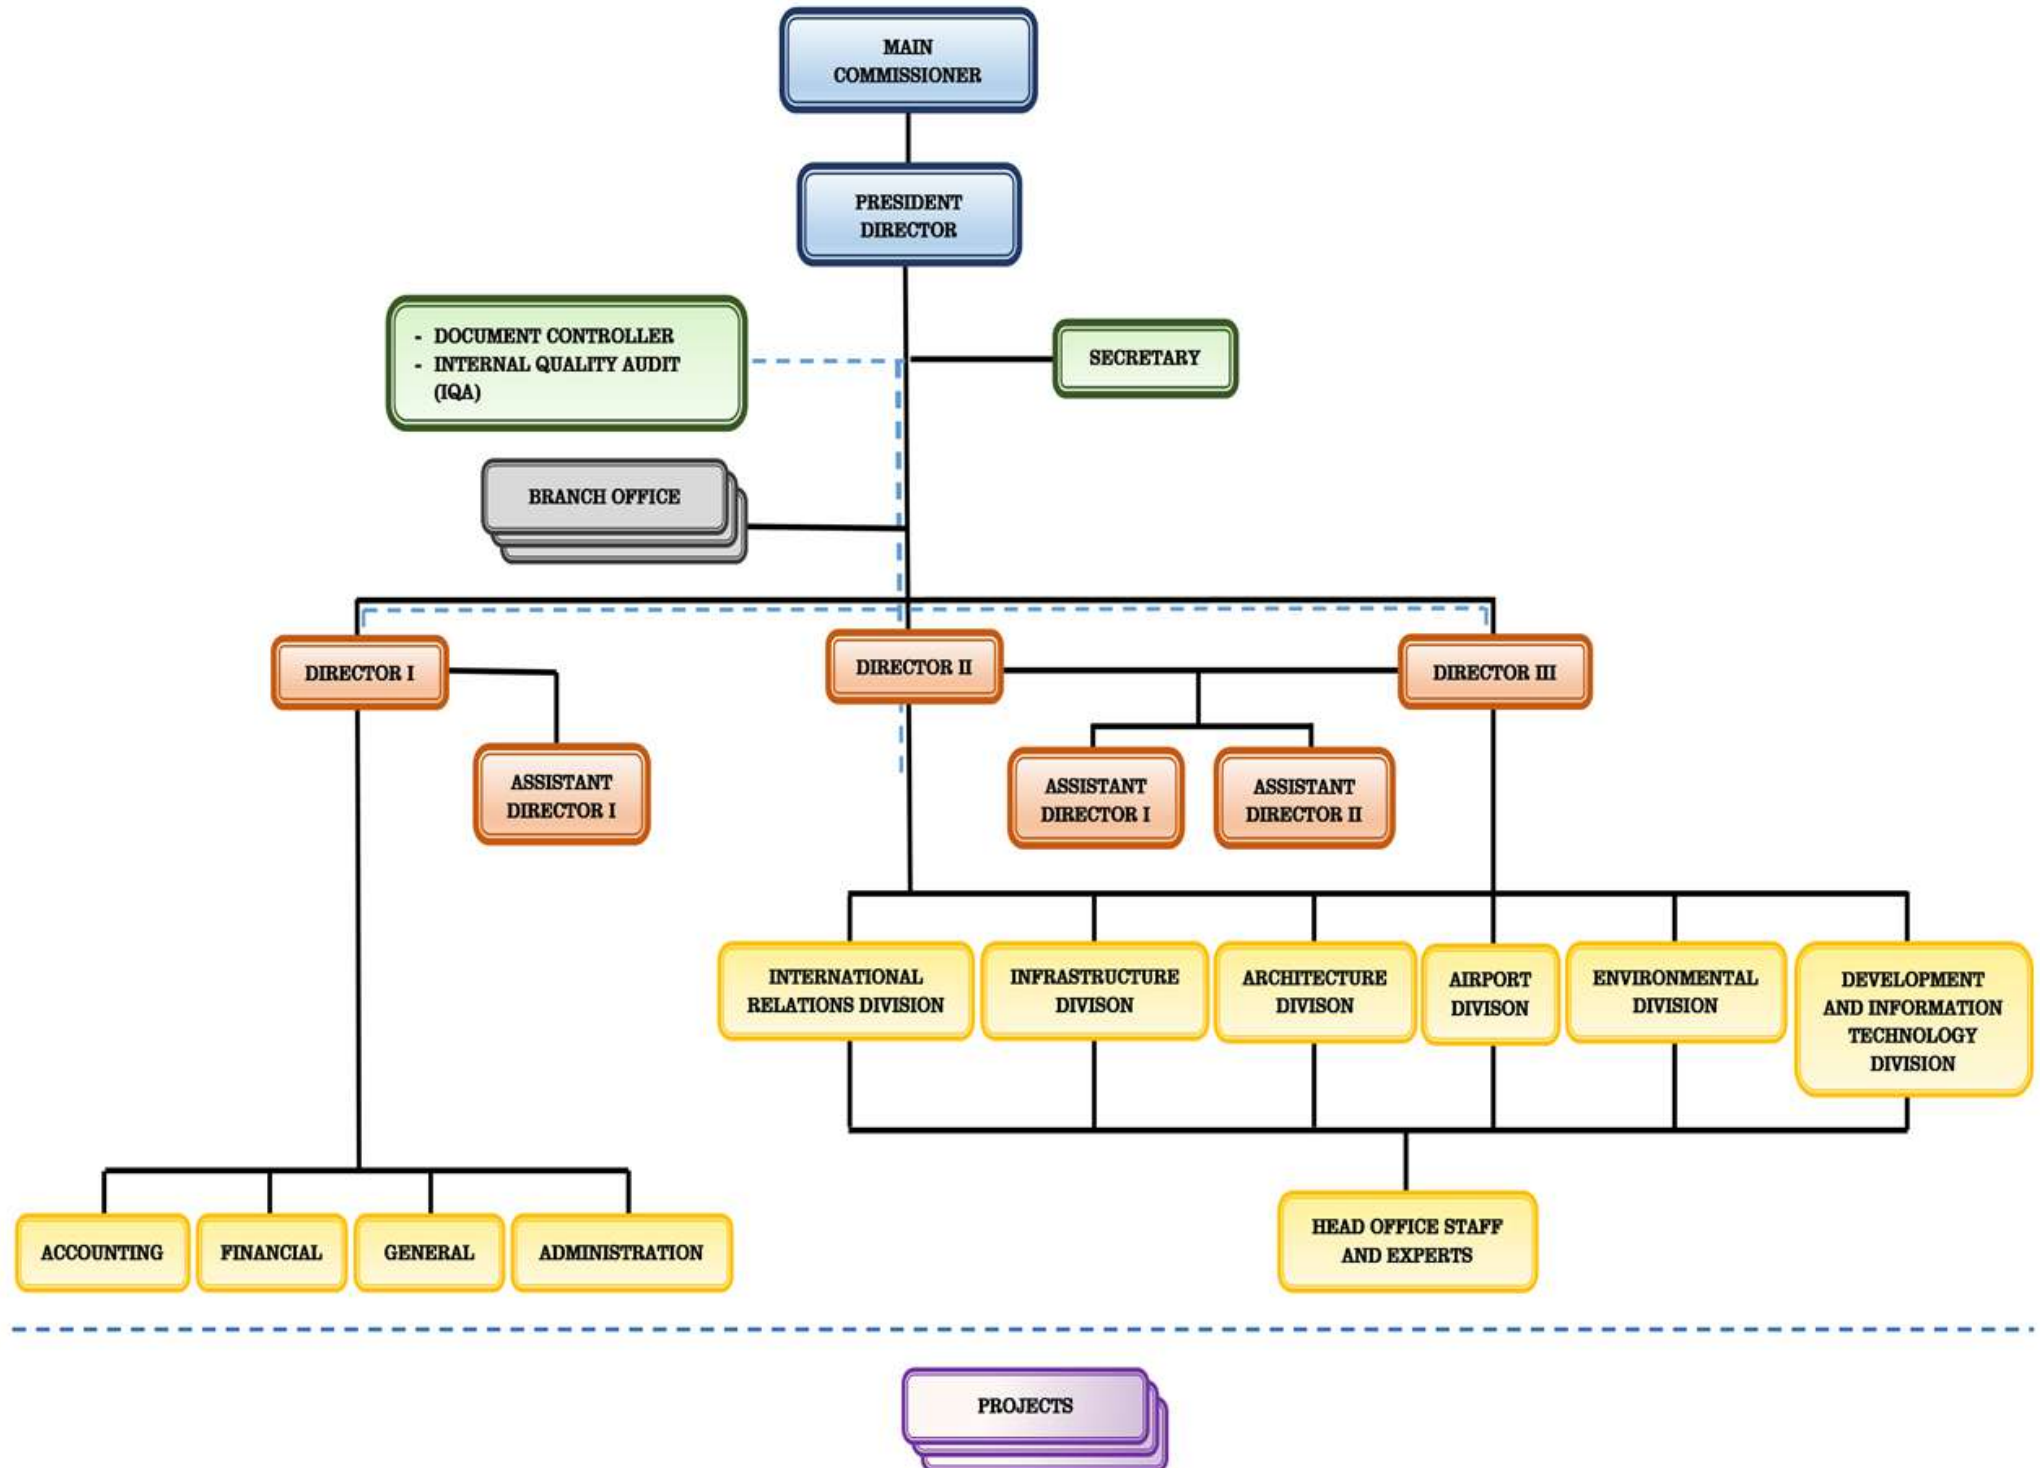 MAIN
COMMISSIONER
PRESIDENT
DIRECTOR
- DOCUMENT CONTROLLER
- INTERNAL QUALITY AUDIT
(IQA)
SECRETARY
BRANCH OFFICE
DIRECTOR I
DIRECTOR II
DIRECTOR III
ASSISTANT
DIRECTOR I
ASSISTANT
DIRECTOR I
ASSISTANT
DIRECTOR II
INTERNATIONAL
RELATIONS DIVISION
INFRASTRUCTURE
DIVISON
ARCHITECTURE
DIVISON
AIRPORT
DIVISON
ENVIRONMENTAL
DIVISION
DEVELOPMENT
AND INFORMATION
TECHNOLOGY
DIVISION
ACCOUNTING
FINANCIAL
GENERAL
ADMINISTRATION
HEAD OFFICE STAFF
AND EXPERTS
PROJECTS